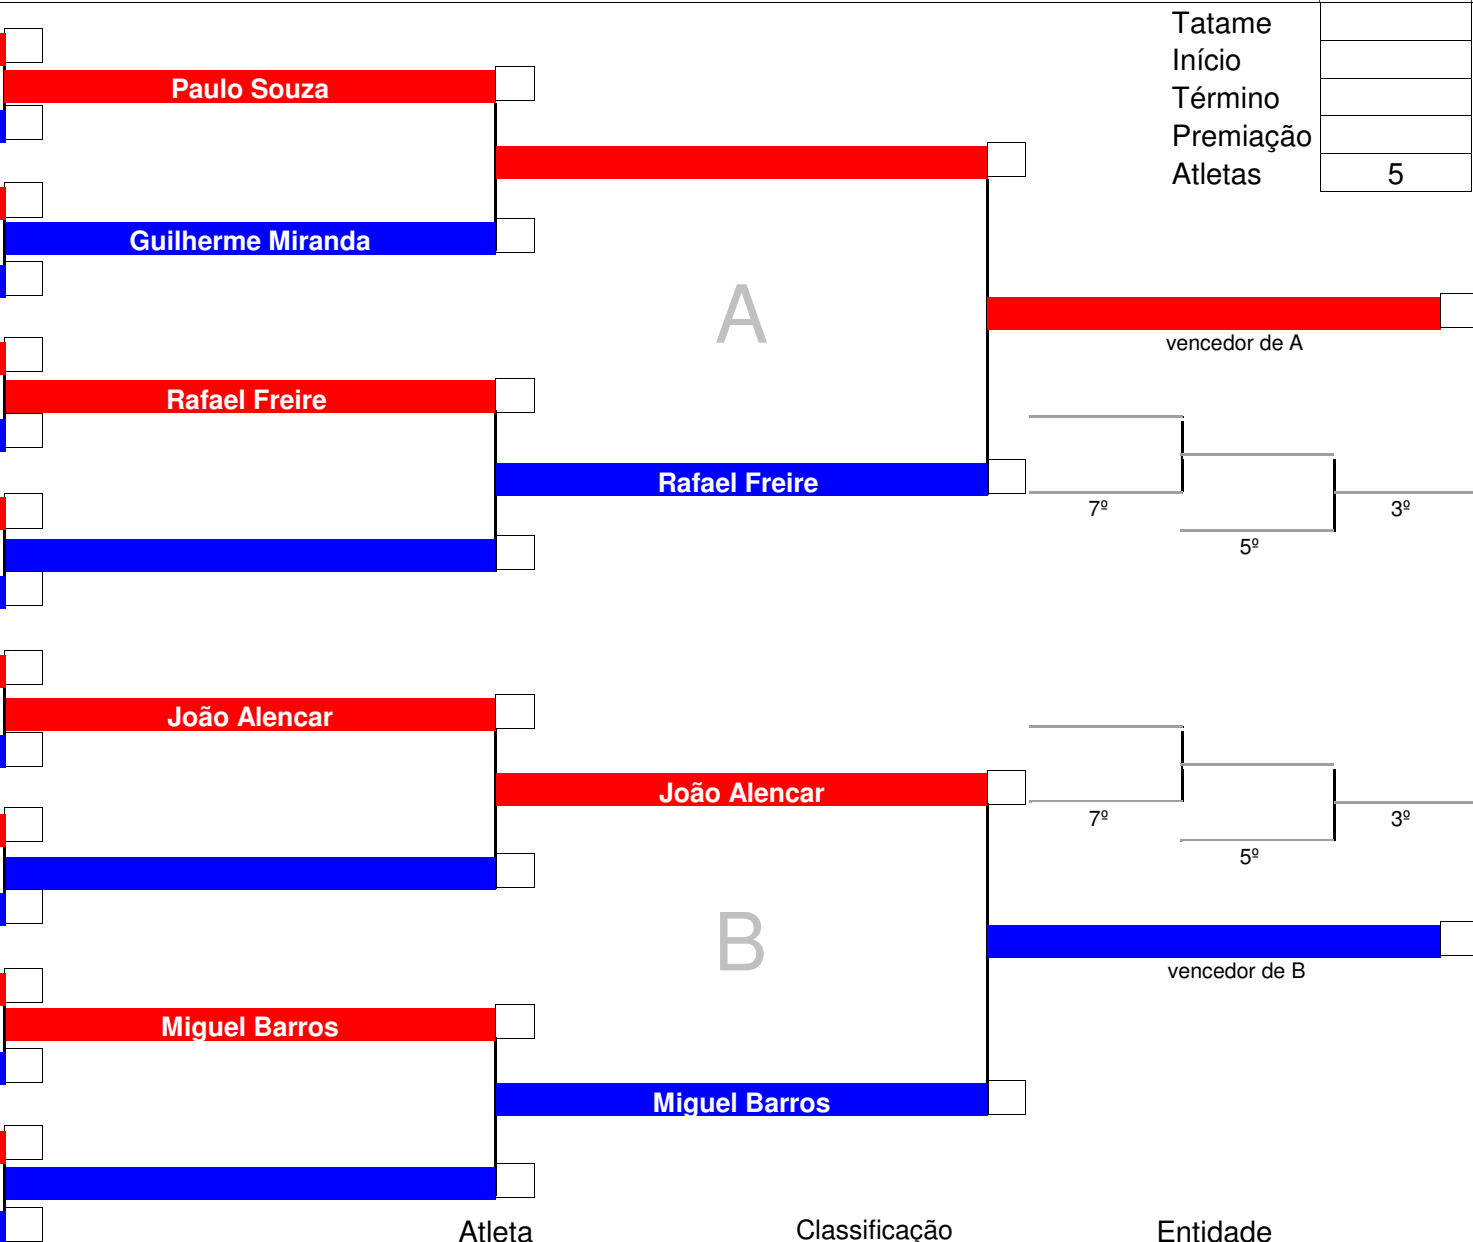 Tatame
Início
Término
Premiação
Atletas 5
Paulo Souza
Guilherme Miranda
A
vencedor de A
Rafael Freire
Rafael Freire
7º
3º
5º
João Alencar
João Alencar
7º
3º
5º
B
vencedor de B
Miguel Barros
Miguel Barros
Atleta Classificação Entidade